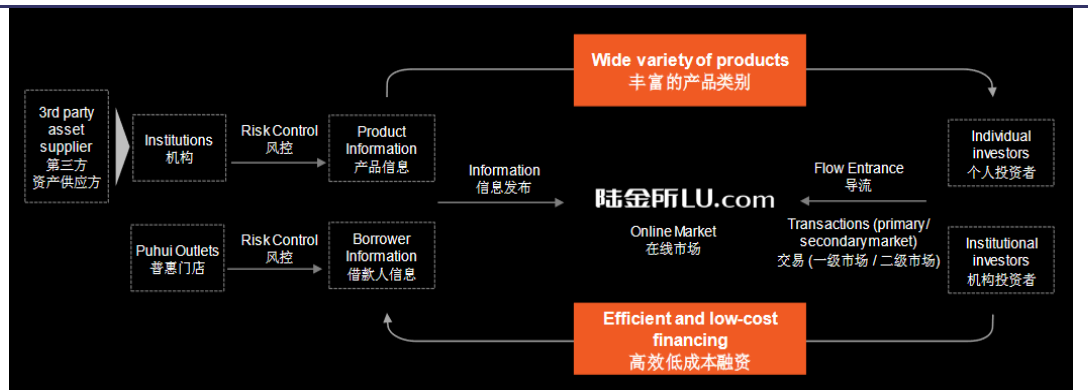 Wide variety of products
丰富的产品类别
3rd party
asset
supplier
第三方
资产供应方
Institutions
机构
Risk Control
风控
Product
Information
产品信息
Information
信息发布
陆金所LU.com
Online Market
在线市场
Flow Entrance
导流
Transactions (primary/
secondary market)
交易 (一级市场 / 二级市场)
Individual
investors
个人投资者
Puhui Outlets
普惠门店
Risk Control
风控
Borrower
Information
借款人信息
Institutional
investors
机构投资者
Efficient and low-cost
financing
高效低成本融资